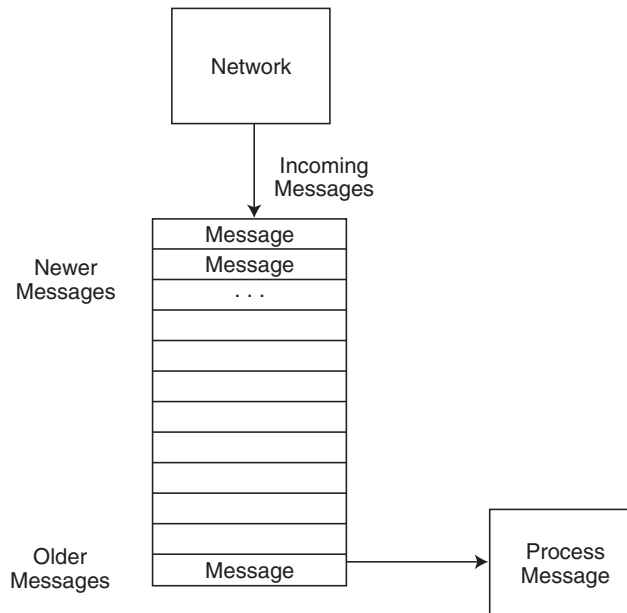 Network
Incoming
Messages
Message
Newer
Messages
Message
. . .
Older
Messages
Message
Process
Message